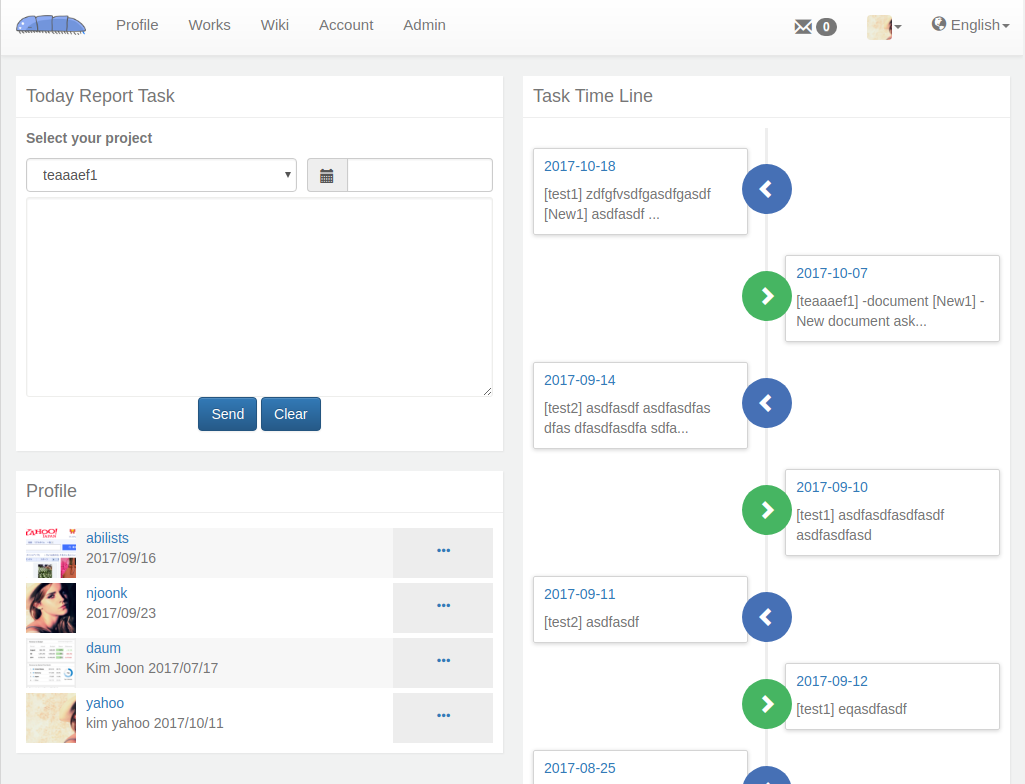 Profile Works Wiki Account Admin 0 English
Today Report Task
Select your project
teaaaef1
Send Clear
Profile
YAHOO!
JAPAN
abilists
2017/09/16
•••
njoonk
2017/09/23
•••
daum
Kim Joon 2017/07/17
•••
yahoo
kim yahoo 2017/10/11
•••
Task Time Line
2017-10-18
[test1] zdfgfvsdfgasdfgasdf
[New1] asdfasdf ...
2017-10-07
[teaaaef1] -document [New1] -
New document ask...
2017-09-14
[test2] asdfasdf asdfasdfas
dfas dfasdfasdfa sdfa...
2017-09-10
[test1] asdfasdfasdfasdf
asdfasdfasd
2017-09-11
[test2] asdfasdf
2017-09-12
[test1] eqasdfasdf
2017-08-25